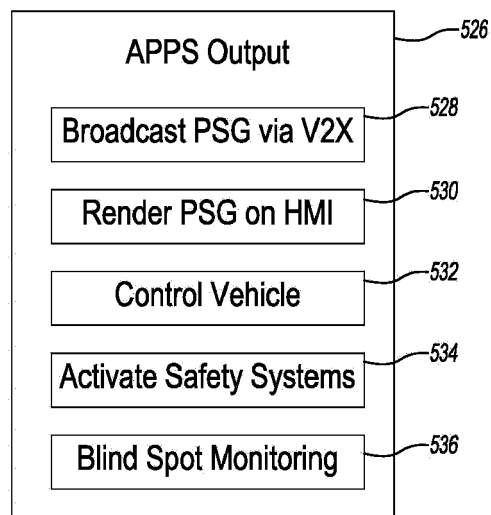 APPS Output
526
Broadcast PSG via V2X
528
Render PSG on HMI
530
Control Vehicle
532
Activate Safety Systems
534
Blind Spot Monitoring
536